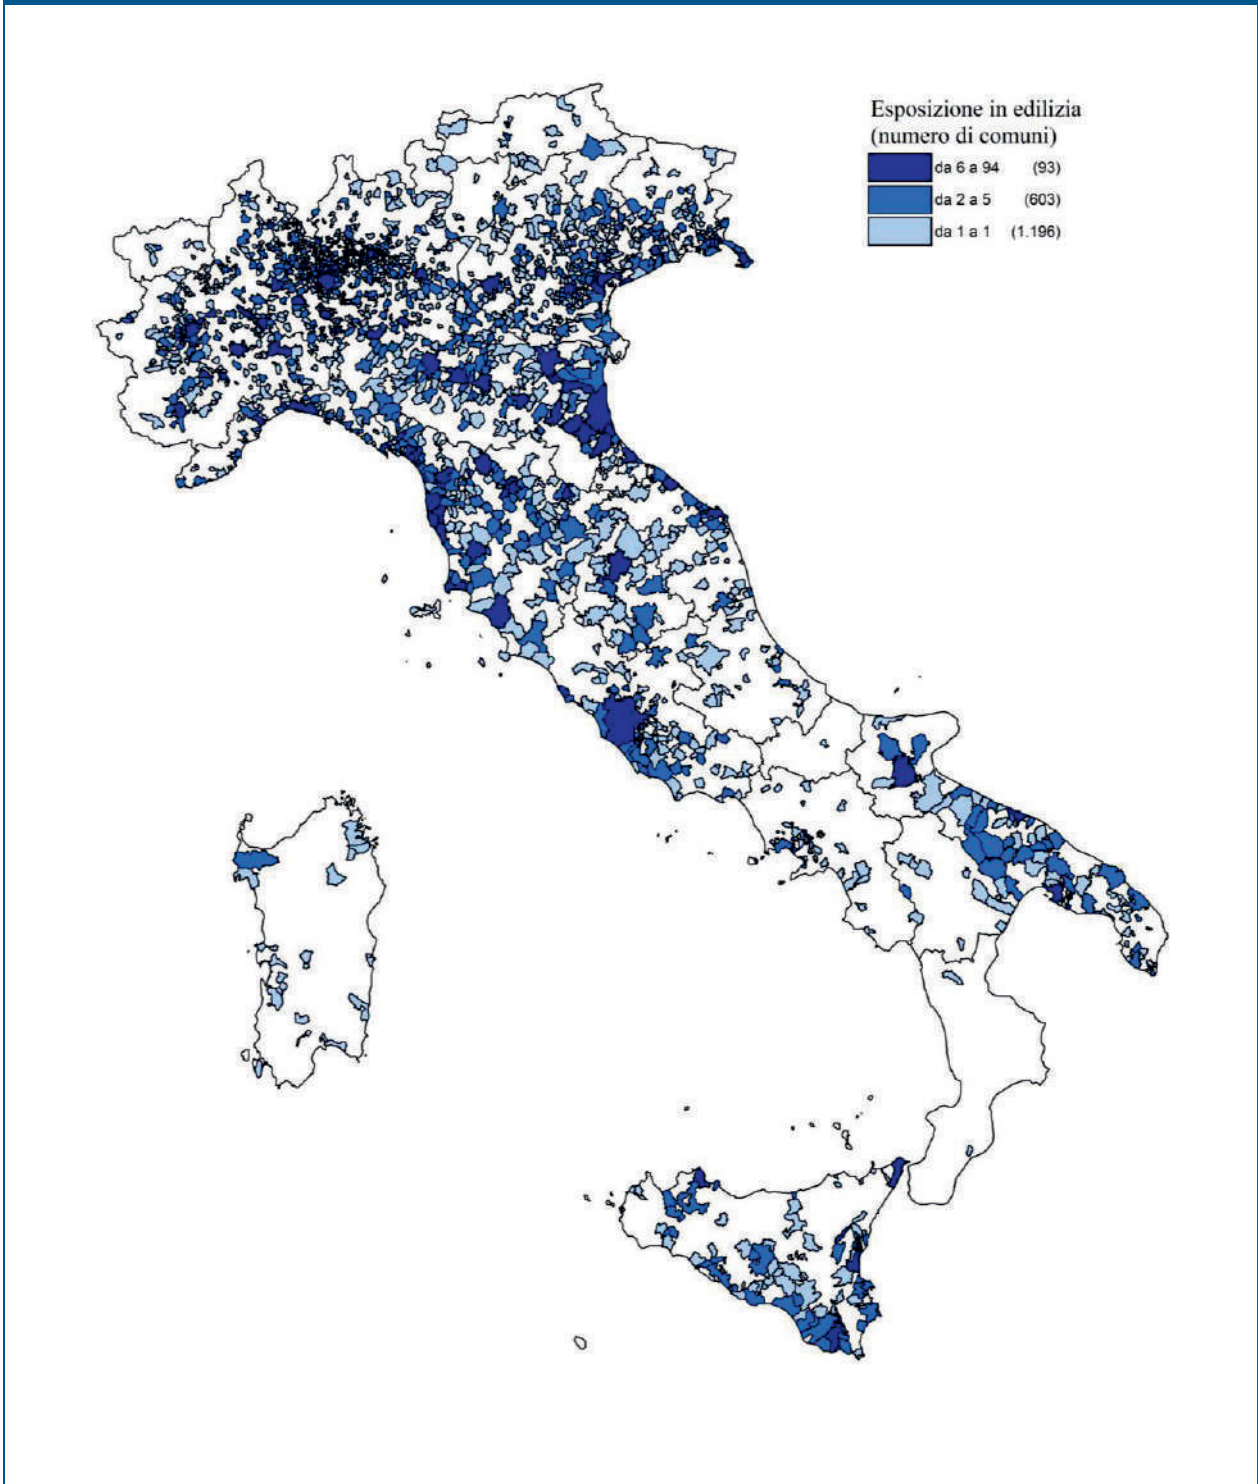 Esposizione in edilizia
(numero di comuni)
da 6 a 94 (93)
da 2 a 5 (603)
da 1 a 1 (1.196)